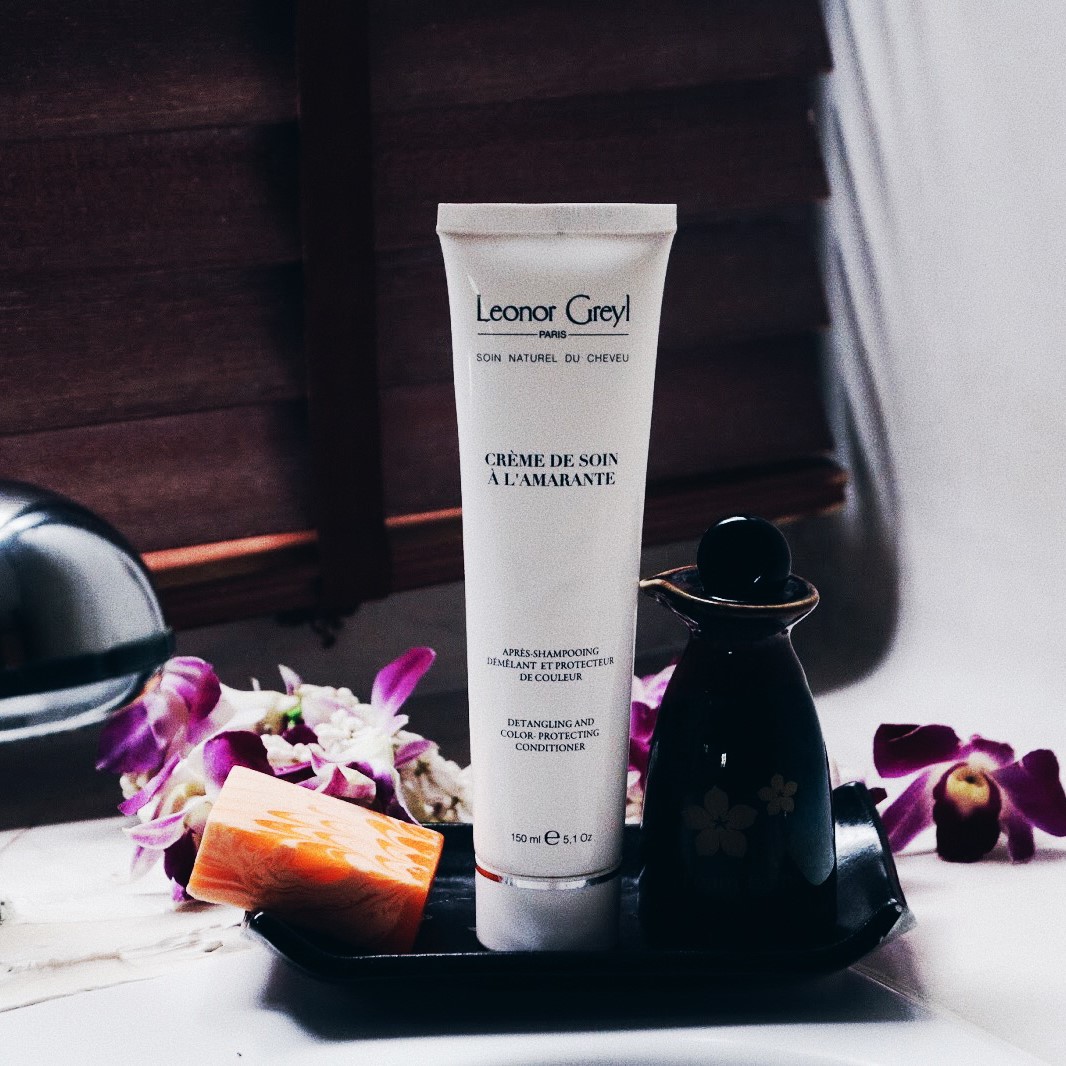 Leonor Greyl
PARIS
SOIN NATUREL DU CHEVEU
CRÈME DE SOIN
À L'AMARANTE
APRÈS-SHAMPOOING
DÉMÊLANT ET PROTECTEUR
DE COULEUR
DETANGLING AND
COLOR-PROTECTING
CONDITIONER
150 ml e 5,1 Oz